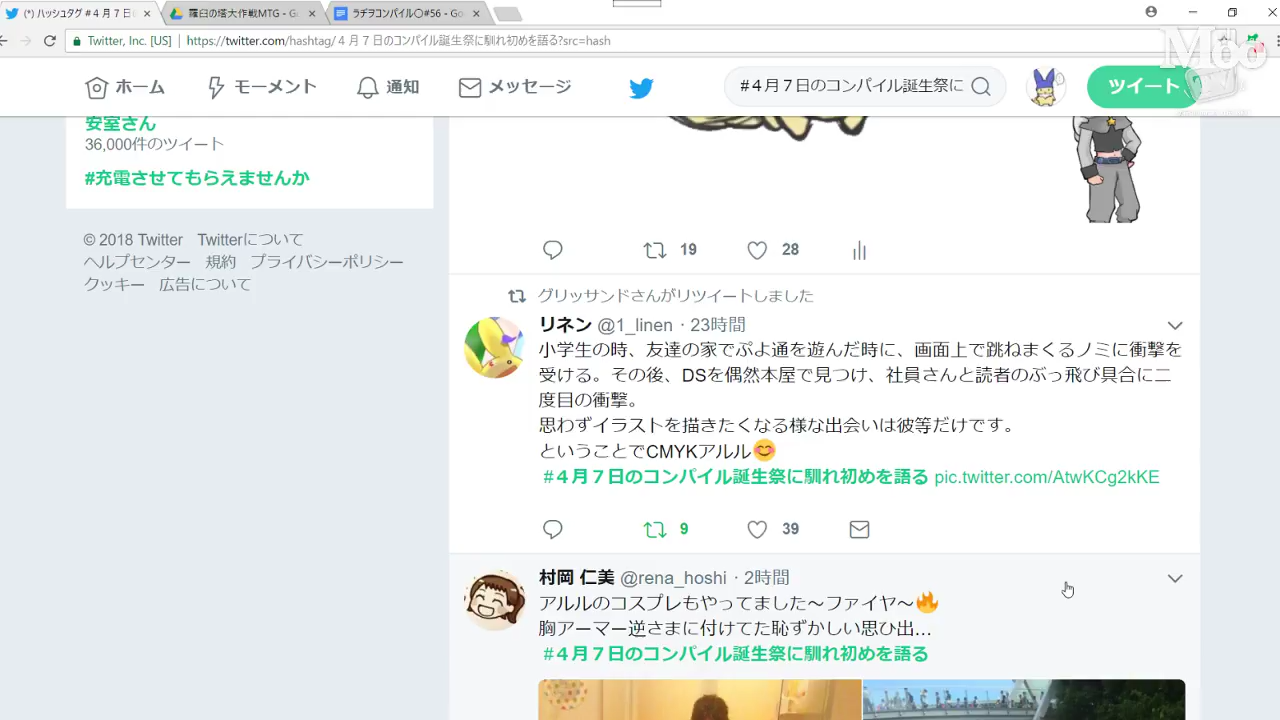 (*) ハッシュタグ＃４月７日の
羅臼の塔大作戦MTG - Go
ラヂヲコンパイル〇#56 - Go
Twitter, Inc. [US] | https://twitter.com/hashtag/４月７日のコンパイル誕生祭に馴れ初めを語る?src=hash
ホーム モーメント 通知 メッセージ #４月７日のコンパイル誕生祭に ツイート
Moo
安室さん
36,000件のツイート
#充電させてもらえませんか
© 2018 Twitter Twitterについて
ヘルプセンター 規約 プライバシーポリシー
クッキー 広告について
19 28
グリッサンドさんがリツイートしました
リネン @1_linen · 23時間
小学生の時、友達の家でぷよ通を遊んだ時に、画面上で跳ねまくるノミに衝撃を
受ける。その後、DSを偶然本屋で見つけ、社員さんと読者のぶっ飛び具合に二
度目の衝撃。
思わずイラストを描きたくなる様な出会いは彼等だけです。
ということでCMYKアルル😊
#４月７日のコンパイル誕生祭に馴れ初めを語る pic.twitter.com/AtwKCg2kKE
9 39
村岡 仁美 @rena_hoshi · 2時間
アルルのコスプレもやってました〜ファイヤ〜🔥
胸アーマー逆さまに付けてた恥ずかしい思ひ出...
#４月７日のコンパイル誕生祭に馴れ初めを語る